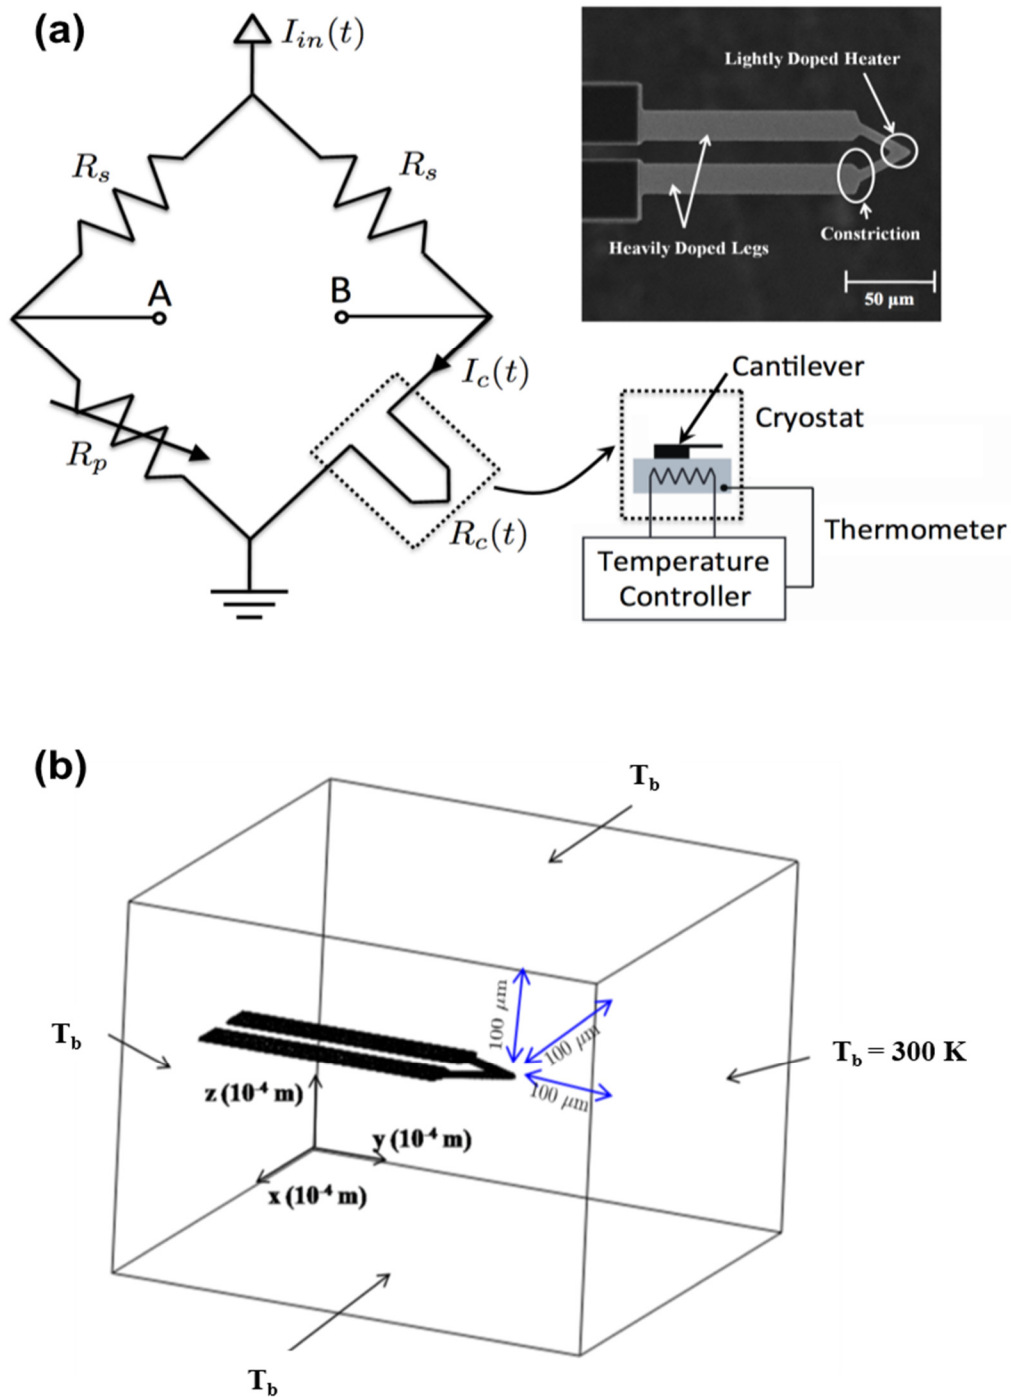 (a)
I_in(t)
R_s
R_s
A
B
I_c(t)
R_p
R_c(t)
Lightly Doped Heater
Heavily Doped Legs
Constriction
50 μm
Cantilever
Cryostat
Thermometer
Temperature
Controller
(b)
T_b
T_b
T_b = 300 K
100 μm
100 μm
100 μm
z (10⁻⁴ m)
y (10⁻⁴ m)
x (10⁻⁴ m)
T_b